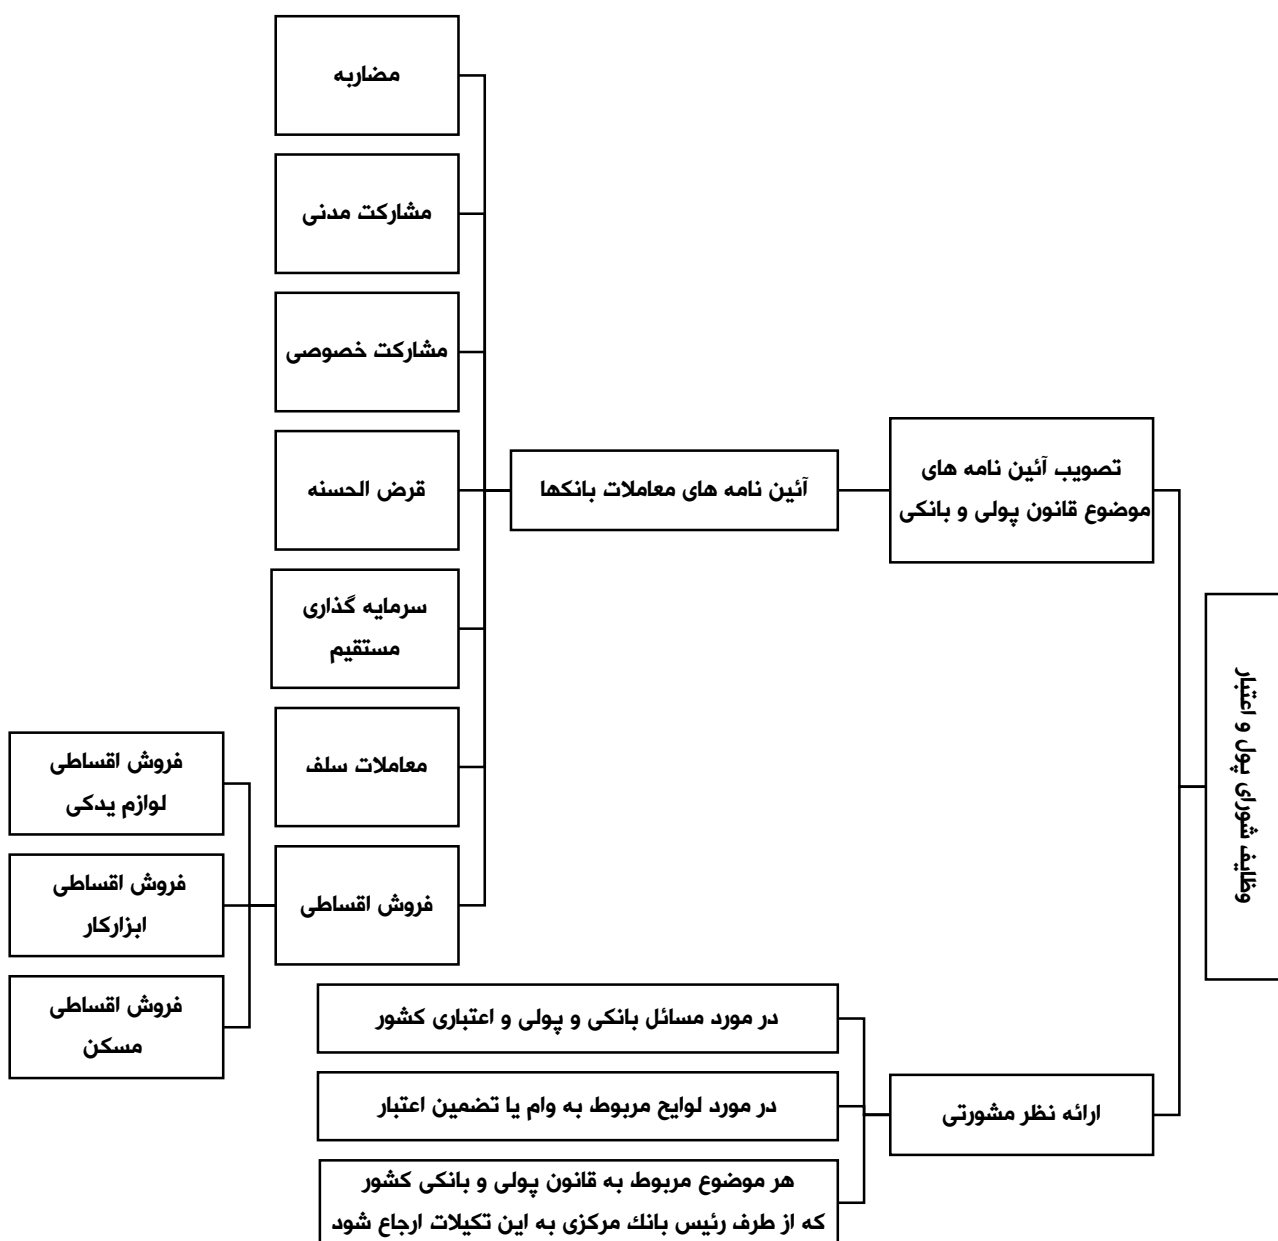 وظایف شورای پول و اعتبار
تصویب آئین نامه های
موضوع قانون پولی و بانکی
آئین نامه های معاملات بانکها
مضاربه
مشارکت مدنی
مشارکت خصوصی
قرض الحسنه
سرمایه گذاری
مستقیم
معاملات سلف
فروش اقساطی
فروش اقساطی
لوازم یدکی
فروش اقساطی
ابزارکار
فروش اقساطی
مسکن
ارائه نظر مشورتی
در مورد مسائل بانکی و پولی و اعتباری کشور
در مورد لوایح مربوط به وام یا تضمین اعتبار
هر موضوع مربوط به قانون پولی و بانکی کشور
که از طرف رئیس بانك مرکزی به این تکیلات ارجاع شود